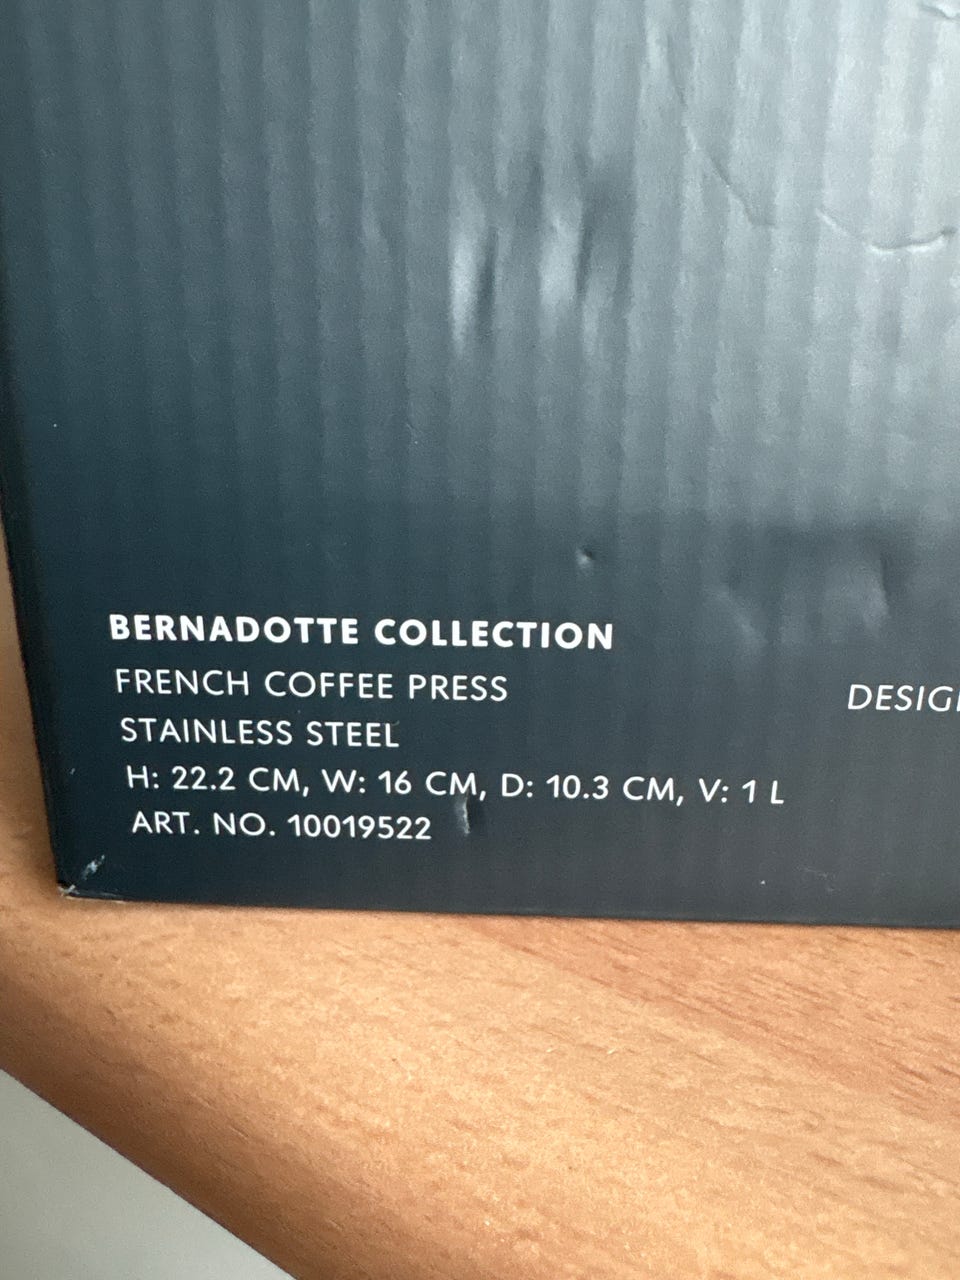 BERNADOTTE COLLECTION
FRENCH COFFEE PRESS
STAINLESS STEEL
H: 22.2 CM, W: 16 CM, D: 10.3 CM, V: 1 L
ART. NO. 10019522